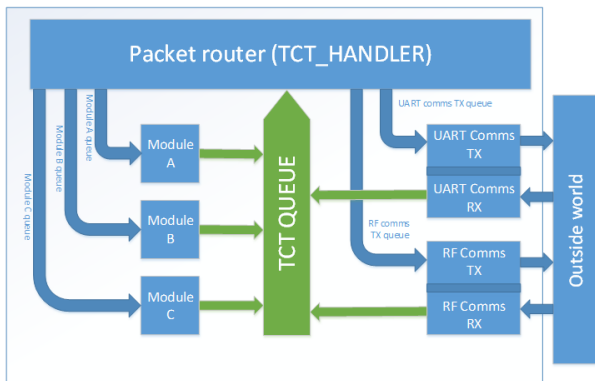 Packet router (TCT_HANDLER)
Module A queue
Module B queue
Module C queue
UART comms TX queue
Module
A
Module
B
Module
C
TCT QUEUE
UART Comms
TX
UART Comms
RX
RF comms
TX queue
RF Comms
TX
RF Comms
RX
Outside world